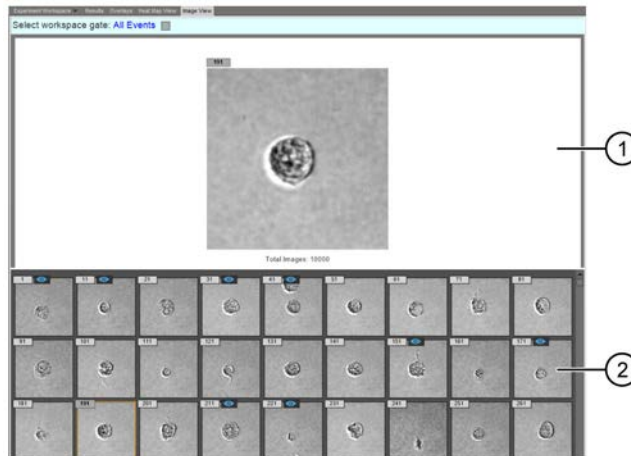 Experiment Workspace Results Overlays Heat Map View Image View
Select workspace gate: All Events
191
1
Total Images: 10000
1 11 21 31 41 51 61 71 81
91 101 111 121 131 141 151 161 171
2
181 191 201 211 221 231 241 251 261